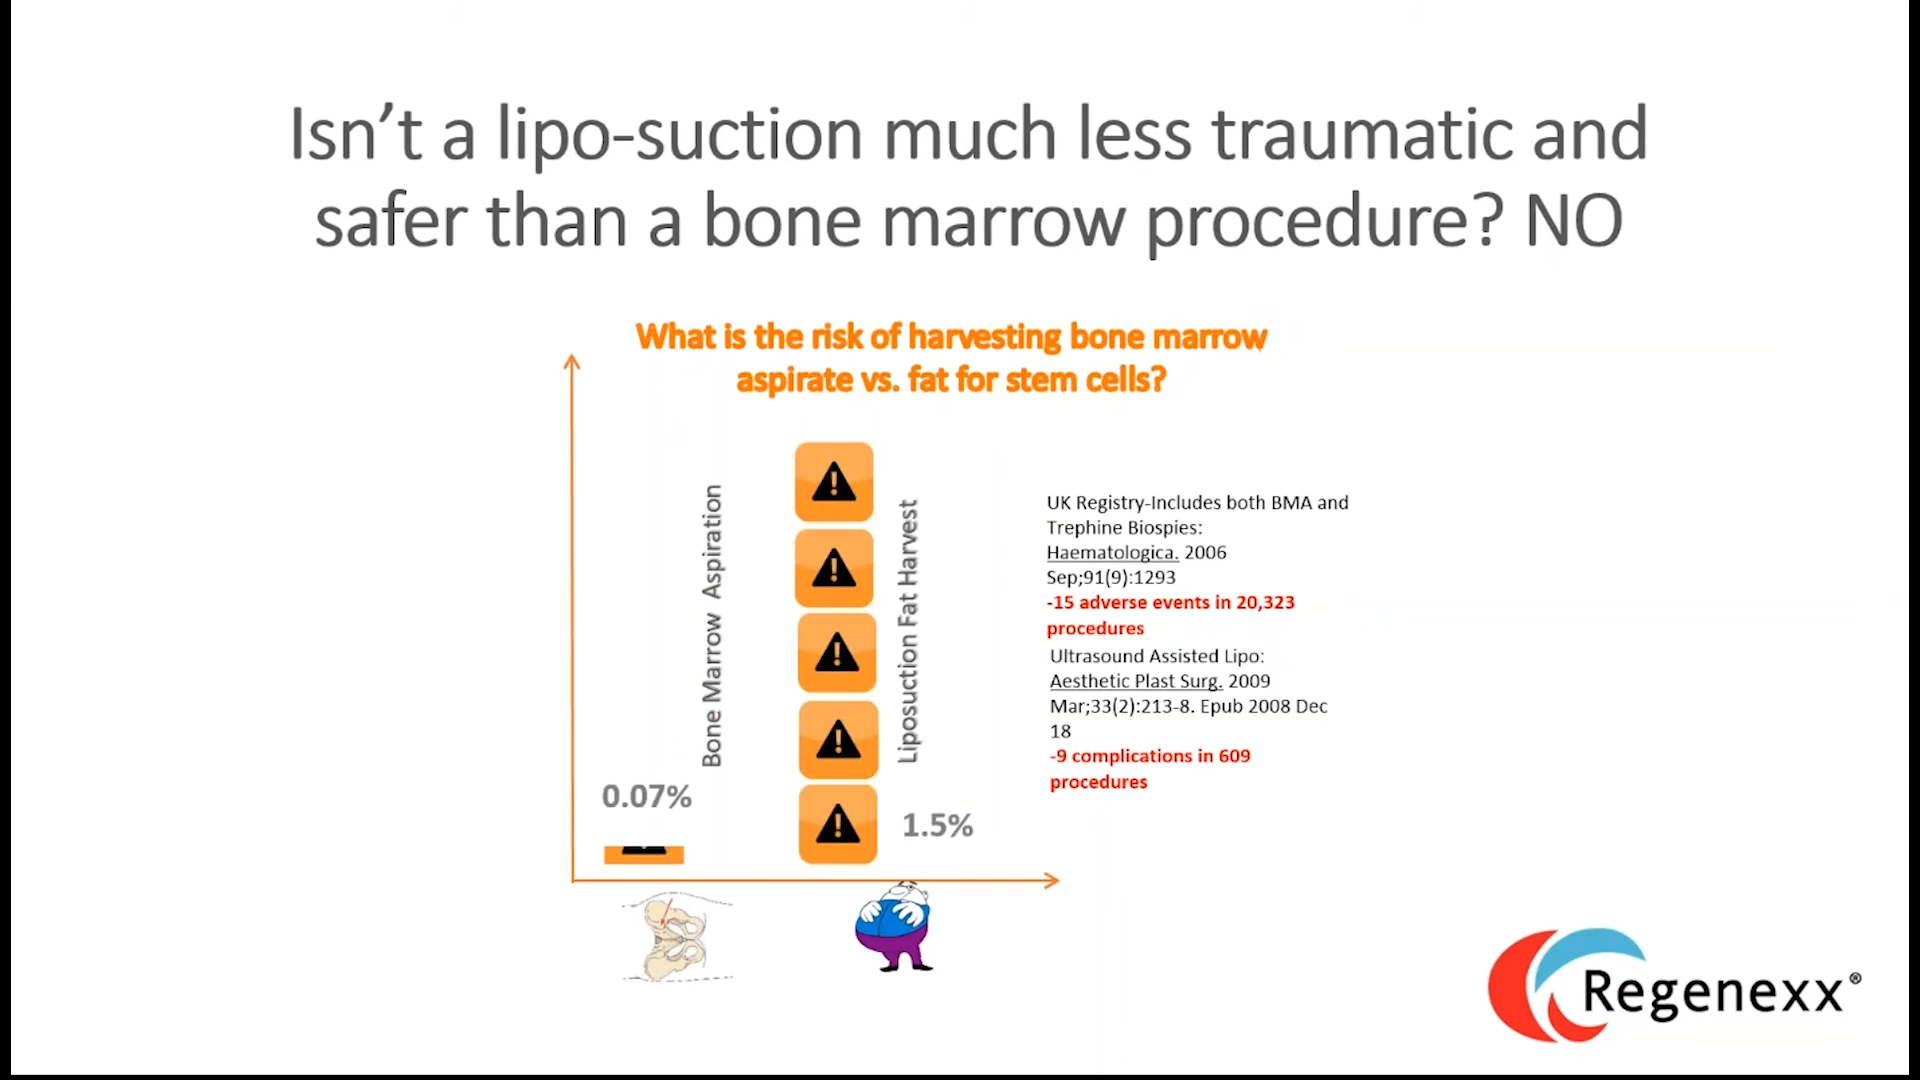 Isn’t a lipo-suction much less traumatic and
safer than a bone marrow procedure? NO
What is the risk of harvesting bone marrow
aspirate vs. fat for stem cells?
Bone Marrow Aspiration
0.07%
Liposuction Fat Harvest
1.5%
UK Registry-Includes both BMA and
Trephine Biospies:
Haematologica. 2006
Sep;91(9):1293
-15 adverse events in 20,323
procedures
Ultrasound Assisted Lipo:
Aesthetic Plast Surg. 2009
Mar;33(2):213-8. Epub 2008 Dec
18
-9 complications in 609
procedures
Regenexx®